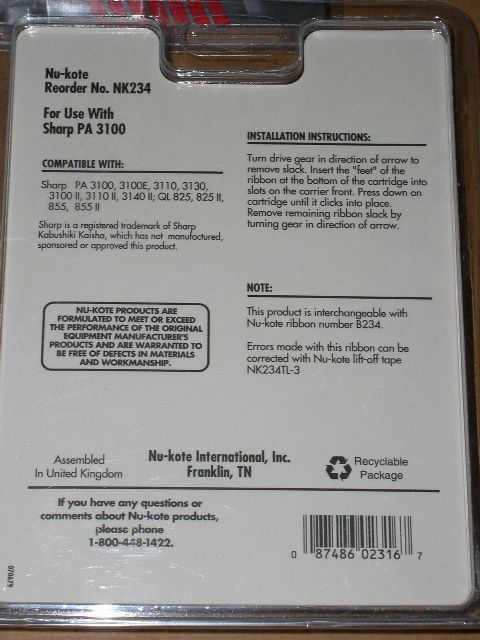 Nu-kote
Reorder No. NK234
For Use With
Sharp PA 3100
COMPATIBLE WITH:
Sharp PA 3100, 3100E, 3110, 3130,
3100 II, 3110 II, 3140 II; QL 825, 825 II,
855, 855 II
Sharp is a registered trademark of Sharp
Kabushiki Kaisha, which has not manufactured,
sponsored or approved this product.
INSTALLATION INSTRUCTIONS:
Turn drive gear in direction of arrow to
remove slack. Insert the "feet" of the
ribbon at the bottom of the cartridge into
slots on the carrier front. Press down on
cartridge until it clicks into place.
Remove remaining ribbon slack by
turning gear in direction of arrow.
NOTE:
This product is interchangeable with
Nu-kote ribbon number B234.
Errors made with this ribbon can be
corrected with Nu-kote lift-off tape
NK234TL-3
NU-KOTE PRODUCTS ARE
FORMULATED TO MEET OR EXCEED
THE PERFORMANCE OF THE ORIGINAL
EQUIPMENT MANUFACTURER'S
PRODUCTS AND ARE WARRANTED TO
BE FREE OF DEFECTS IN MATERIALS
AND WORKMANSHIP.
Assembled
In United Kingdom
Nu-kote International, Inc.
Franklin, TN
Recyclable
Package
If you have any questions or
comments about Nu-kote products,
please phone
1-800-448-1422.
0 87486 02316 7
070679